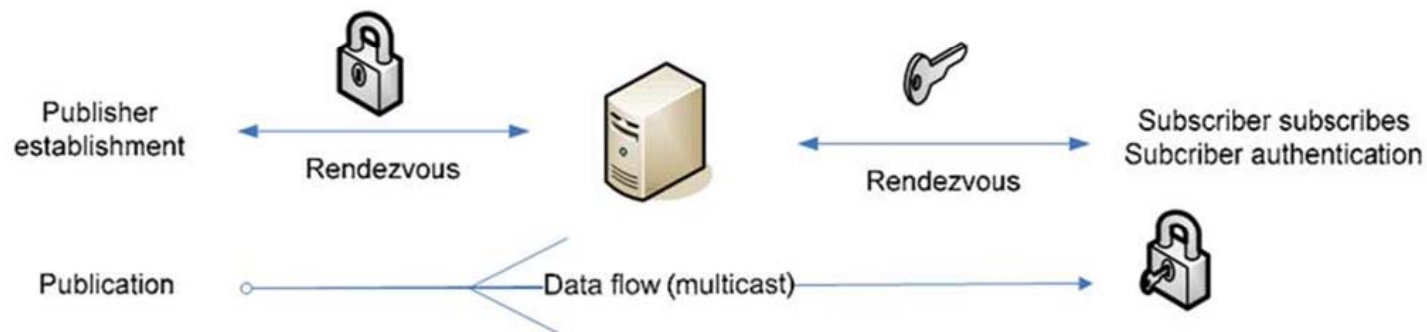 Publisher
establishment
Rendezvous
Rendezvous
Subscriber subscribes
Subcriber authentication
Publication
Data flow (multicast)